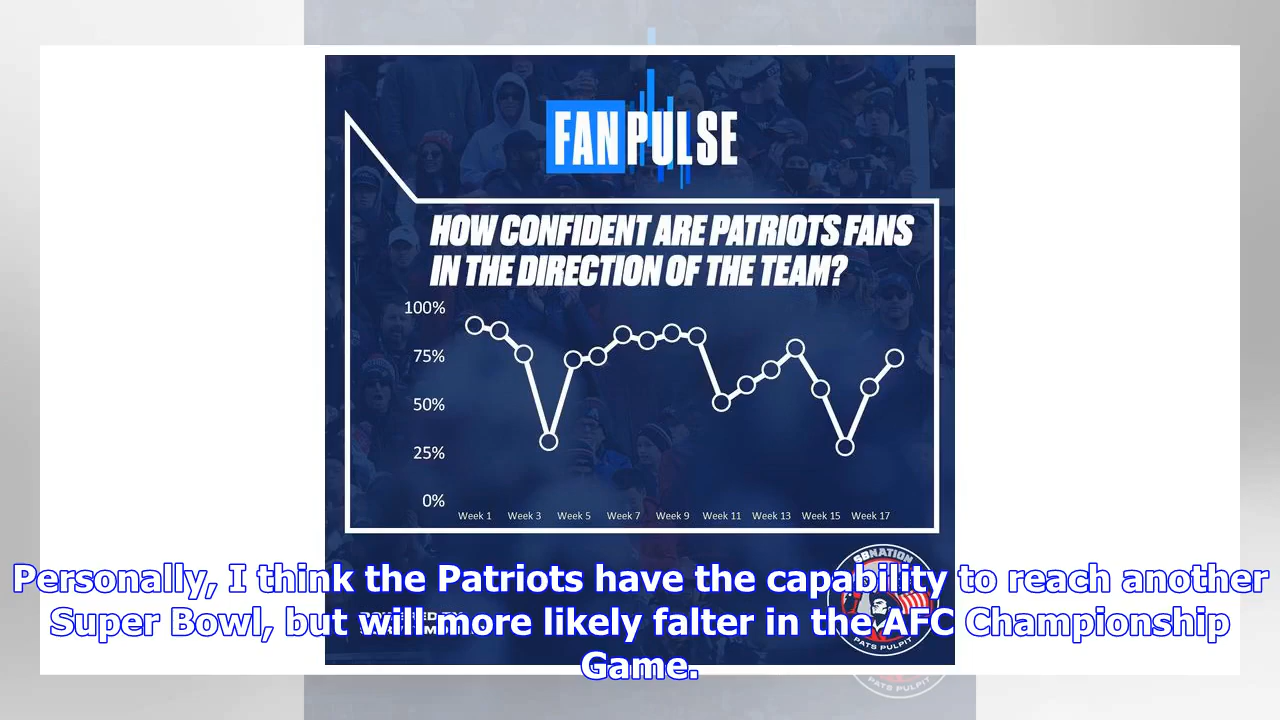 FANPULSE
HOW CONFIDENT ARE PATRIOTS FANS
IN THE DIRECTION OF THE TEAM?
100%
75%
50%
25%
0%
Week 1 Week 3 Week 5 Week 7 Week 9 Week 11 Week 13 Week 15 Week 17
SBNATION
Personally, I think the Patriots have the capability to reach another
Super Bowl, but will more likely falter in the AFC Championship
Game.
PATS PULPIT
PATS PULPIT